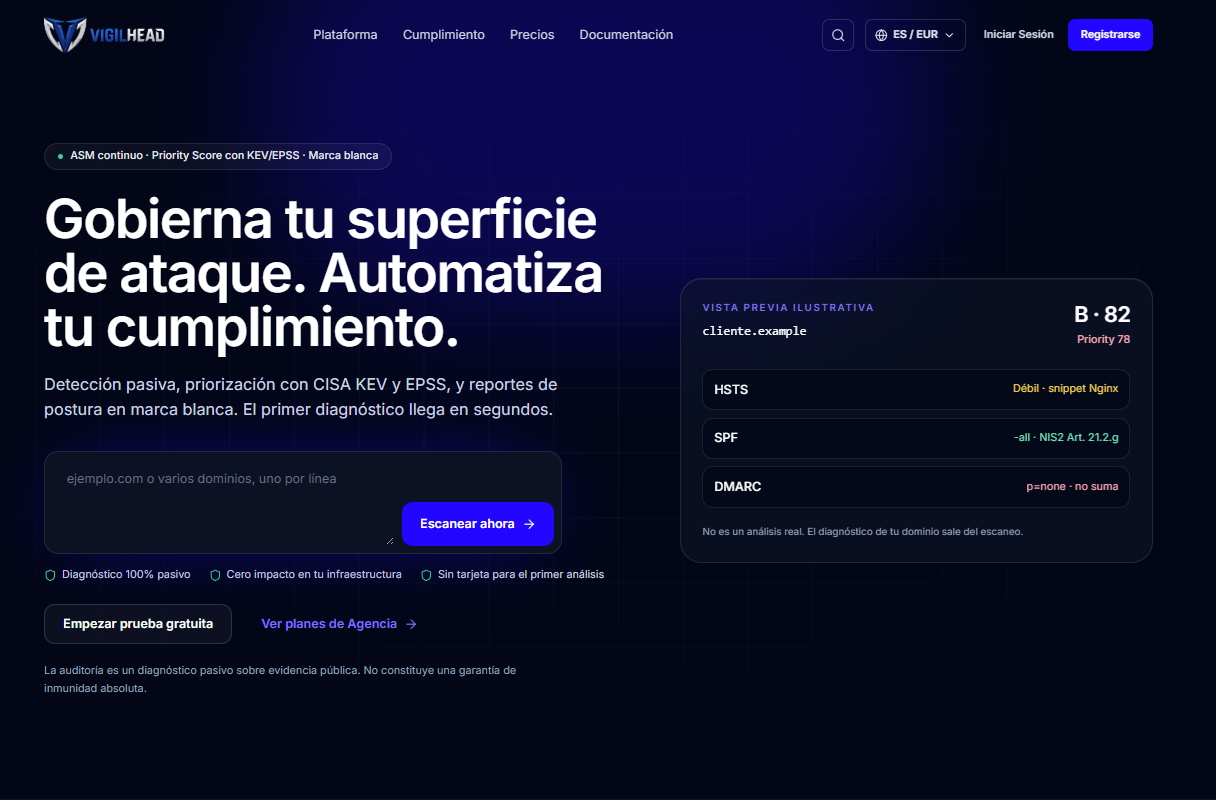 VIGILHEAD
Plataforma
Cumplimiento
Precios
Documentación
ES / EUR
Iniciar Sesión
Registrarse
ASM continuo · Priority Score con KEV/EPSS · Marca blanca
Gobierna tu superficie
de ataque. Automatiza
tu cumplimiento.
Detección pasiva, priorización con CISA KEV y EPSS, y reportes de
postura en marca blanca. El primer diagnóstico llega en segundos.
ejemplo.com o varios dominios, uno por línea
Escanear ahora →
Diagnóstico 100% pasivo
Cero impacto en tu infraestructura
Sin tarjeta para el primer análisis
Empezar prueba gratuita
Ver planes de Agencia →
La auditoría es un diagnóstico pasivo sobre evidencia pública. No constituye una garantía de
inmunidad absoluta.
VISTA PREVIA ILUSTRATIVA
cliente.example
B · 82
Priority 78
HSTS
Débil · snippet Nginx
SPF
-all · NIS2 Art. 21.2.g
DMARC
p=none · no suma
No es un análisis real. El diagnóstico de tu dominio sale del escaneo.